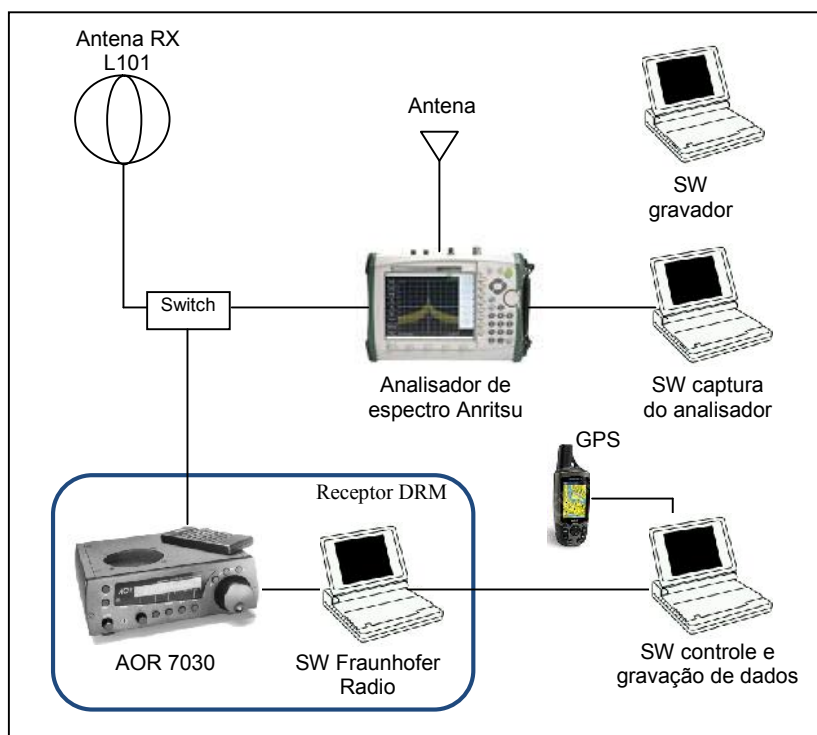 Antena RX
L101
Antena
SW
gravador
Switch
Analisador de
espectro Anritsu
SW captura
do analisador
GPS
Receptor DRM
AOR 7030
SW Fraunhofer
Radio
SW controle e
gravação de dados